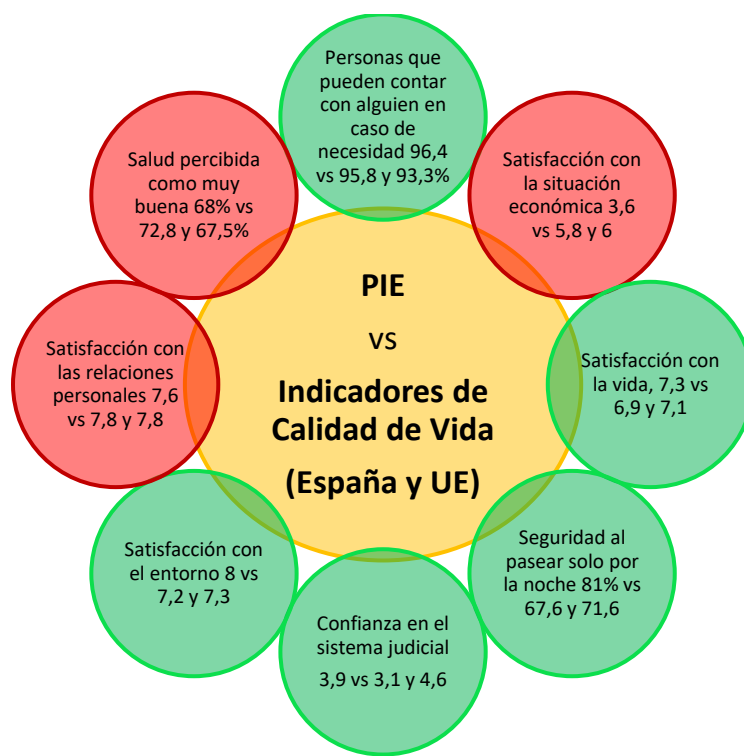 Personas que
pueden contar
con alguien en
caso de
necesidad 96,4
vs 95,8 y 93,3%
Satisfacción con
la situación
económica 3,6
vs 5,8 y 6
Satisfacción con
la vida, 7,3 vs
6,9 y 7,1
Seguridad al
pasear solo por
la noche 81% vs
67,6 y 71,6
Confianza en el
sistema judicial
3,9 vs 3,1 y 4,6
Satisfacción con
el entorno 8 vs
7,2 y 7,3
Satisfacción con
las relaciones
personales 7,6
vs 7,8 y 7,8
Salud percibida
como muy
buena 68% vs
72,8 y 67,5%
PIE
vs
Indicadores de
Calidad de Vida
(España y UE)